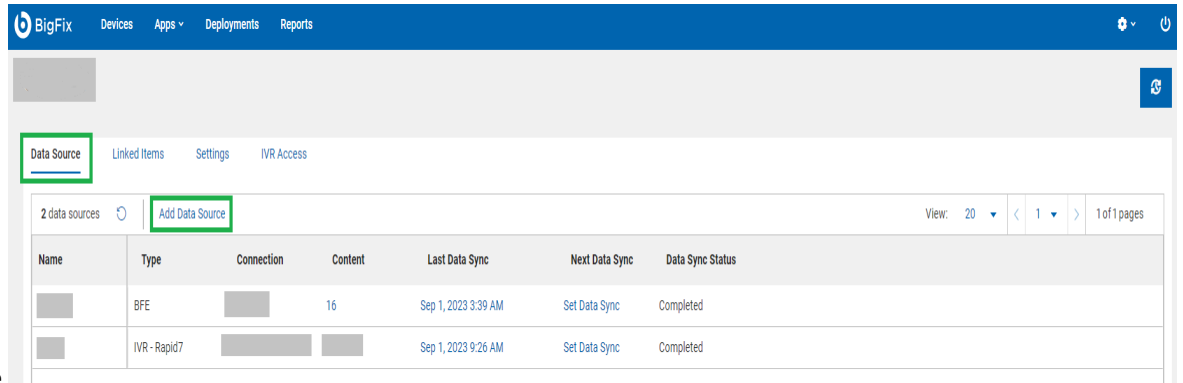 BigFix Devices Apps Deployments Reports
Data Source Linked Items Settings IVR Access
2 data sources Add Data Source View: 20 1 1 of 1 pages
Name Type Connection Content Last Data Sync Next Data Sync Data Sync Status
BFE 16 Sep 1, 2023 3:39 AM Set Data Sync Completed
IVR - Rapid7 Sep 1, 2023 9:26 AM Set Data Sync Completed